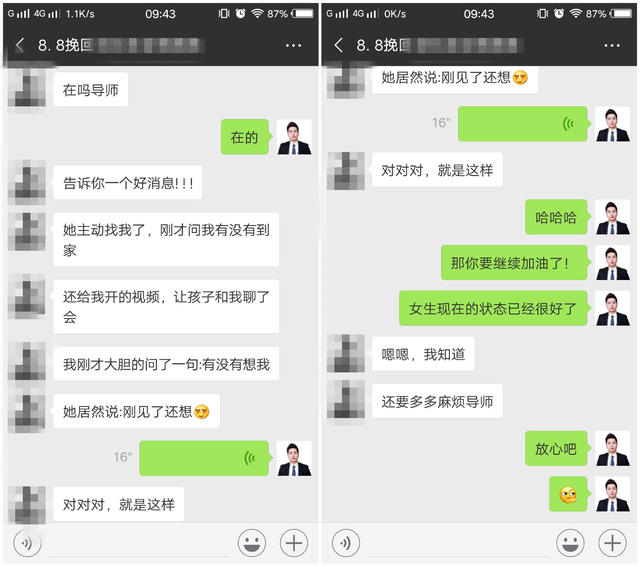 G 4G 1.1K/s 09:43 87%
8. 8挽回
在吗导师
在的
告诉你一个好消息!!!
她主动找我了，刚才问我有没有到
家
还给我开的视频，让孩子和我聊了
会
我刚才大胆的问了一句:有没有想我
她居然说:刚见了还想
16"
对对对，就是这样
G 4G 0K/s 09:43 87%
8. 8挽回
她居然说:刚见了还想
16"
对对对，就是这样
哈哈哈
那你要继续加油了！
女生现在的状态已经很好了
嗯嗯，我知道
还要多多麻烦导师
放心吧